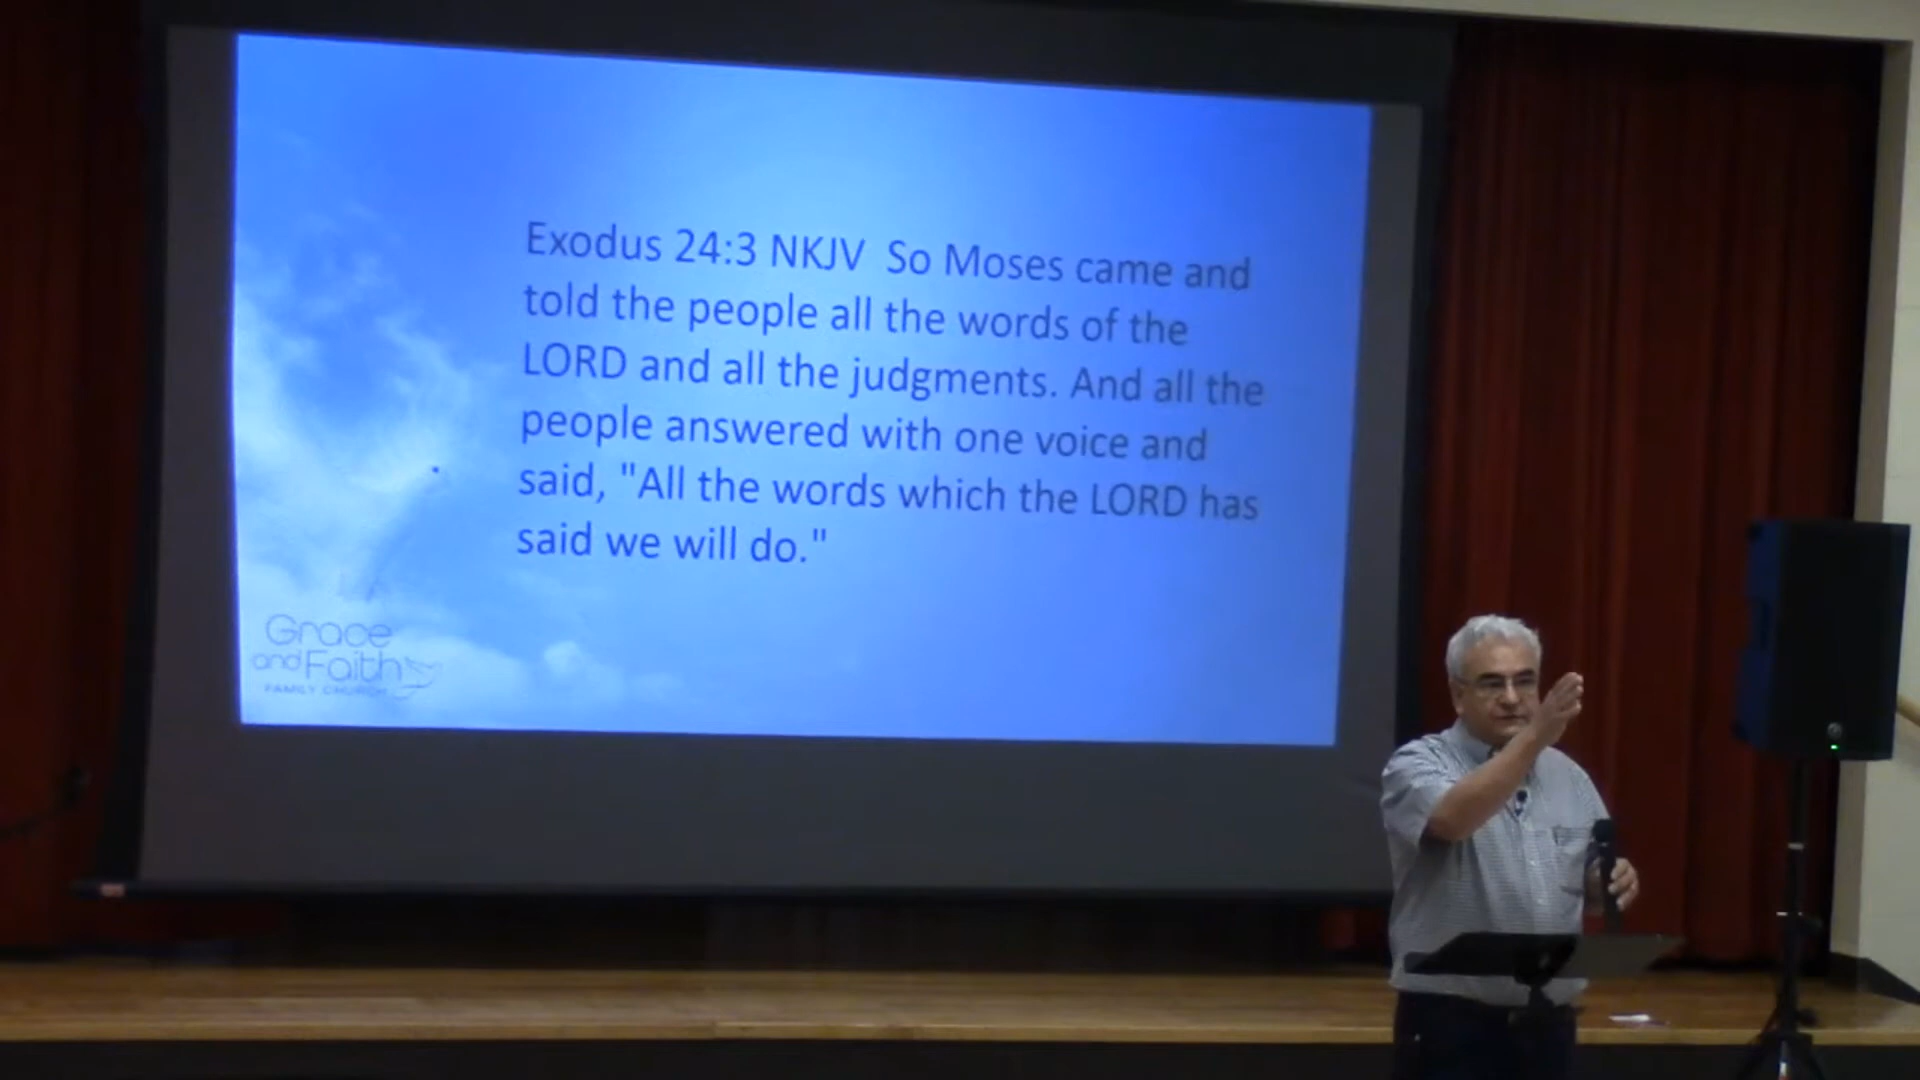 Exodus 24:3 NKJV So Moses came and
told the people all the words of the
LORD and all the judgments. And all the
people answered with one voice and
said, "All the words which the LORD has
said we will do."
Grace
and Faith
FAMILY CHURCH